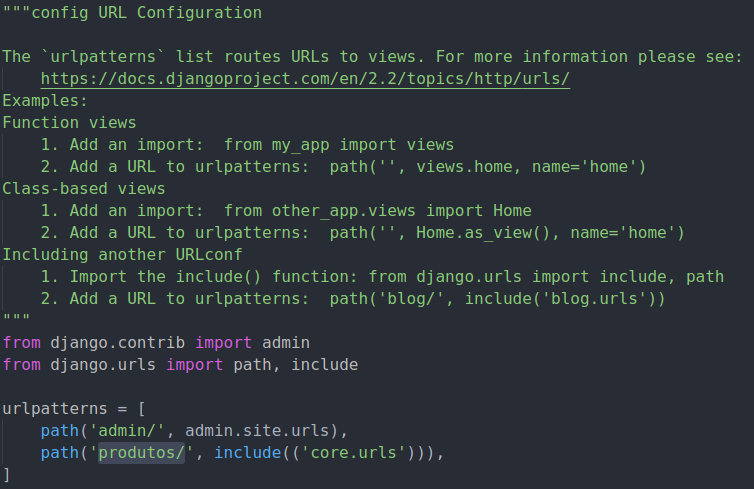 """config URL Configuration

The `urlpatterns` list routes URLs to views. For more information please see:
    https://docs.djangoproject.com/en/2.2/topics/http/urls/
Examples:
Function views
    1. Add an import:  from my_app import views
    2. Add a URL to urlpatterns:  path('', views.home, name='home')
Class-based views
    1. Add an import:  from other_app.views import Home
    2. Add a URL to urlpatterns:  path('', Home.as_view(), name='home')
Including another URLconf
    1. Import the include() function: from django.urls import include, path
    2. Add a URL to urlpatterns:  path('blog/', include('blog.urls'))
"""
from django.contrib import admin
from django.urls import path, include

urlpatterns = [
    path('admin/', admin.site.urls),
    path('produtos/', include(('core.urls'))),
]